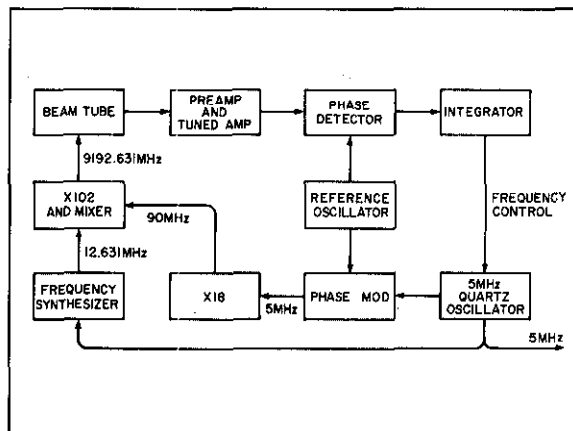 BEAM TUBE
PREAMP
AND
TUNED AMP
PHASE
DETECTOR
INTEGRATOR
9192.631MHz
X102
AND MIXER
90MHz
REFERENCE
OSCILLATOR
FREQUENCY
CONTROL
12.631MHz
FREQUENCY
SYNTHESIZER
X18
5MHz
PHASE MOD
5MHz
QUARTZ
OSCILLATOR
5MHz